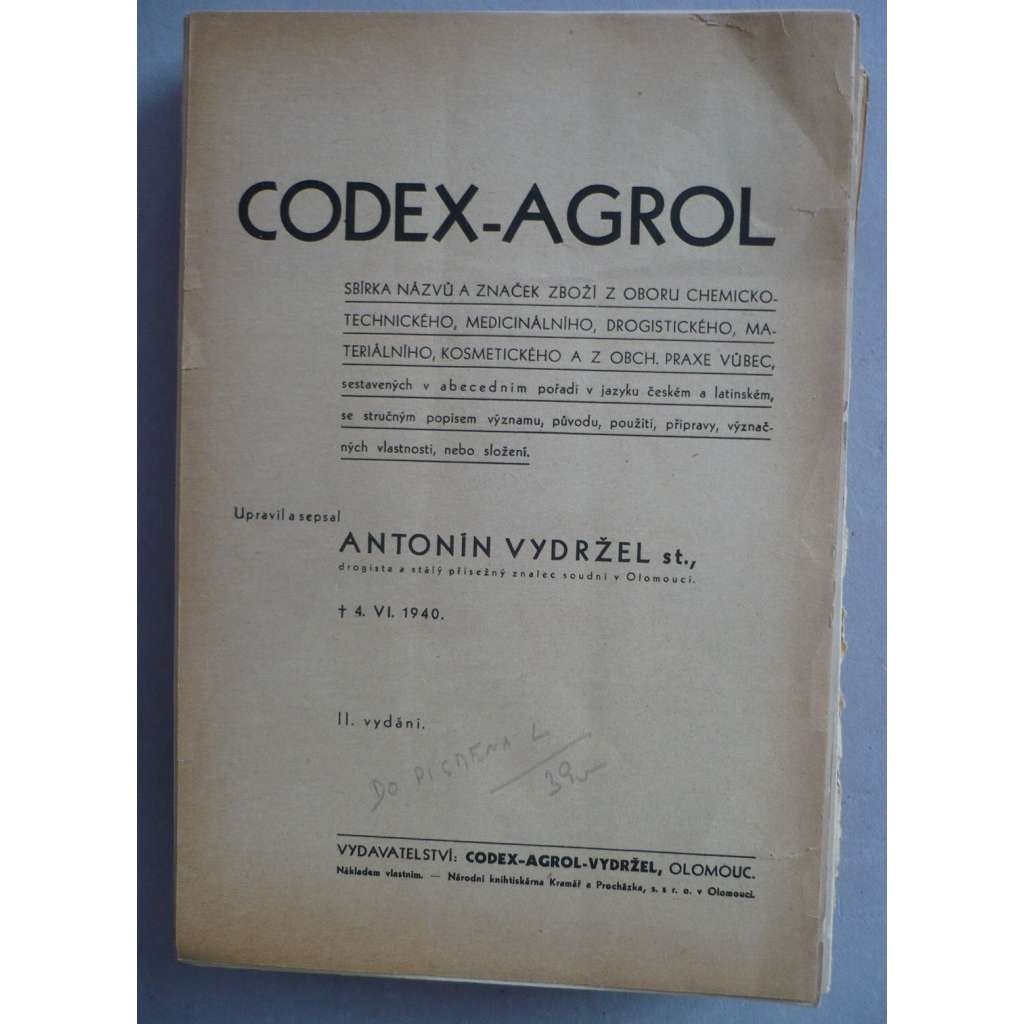 CODEX-AGROL
SBÍRKA NÁZVŮ A ZNAČEK ZBOŽÍ Z OBORU CHEMICKO-
TECHNICKÉHO, MEDICINÁLNÍHO, DROGISTICKÉHO, MA-
TERIÁLNÍHO, KOSMETICKÉHO A Z OBCH. PRAXE VŮBEC,
sestavených v abecedním pořadí v jazyku českém a latinském,
se stručným popisem významu, původu, použití, přípravy, význač-
ných vlastností, nebo složení.
Upravil a sepsal
ANTONÍN VYDRŽEL st.,
drogista a stálý přísežný znalec soudní v Olomouci.
† 4. VI. 1940.
II. vydání.
DO PISMENA L
VYDAVATELSTVÍ: CODEX-AGROL-VYDRŽEL, OLOMOUC.
Nákladem vlastním. — Národní knihtiskárna Kramář a Procházka, s. s r. o. v Olomouci.